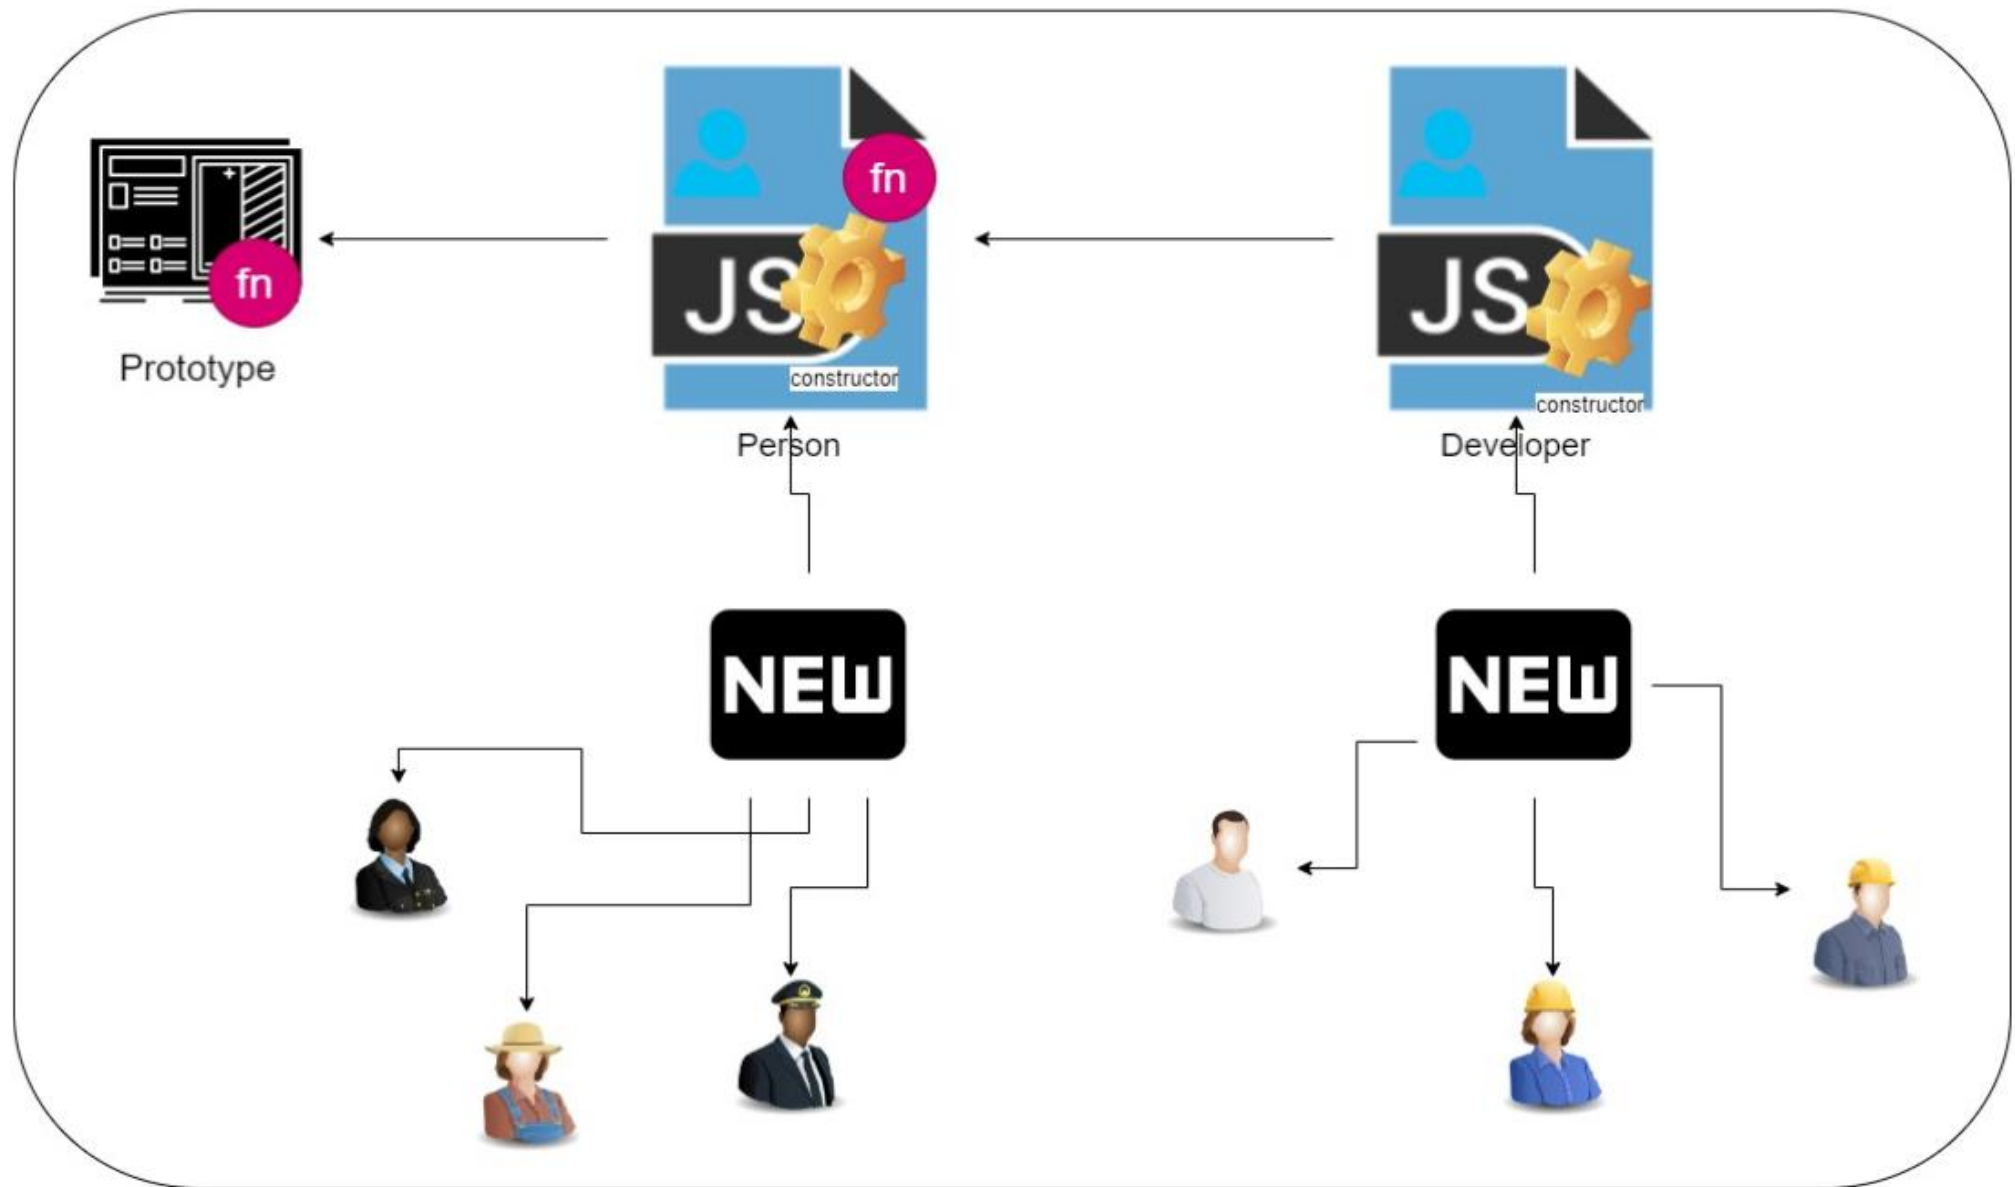 fn
JS
constructor
Person
JS
constructor
Developer
fn
Prototype
NEW
NEW